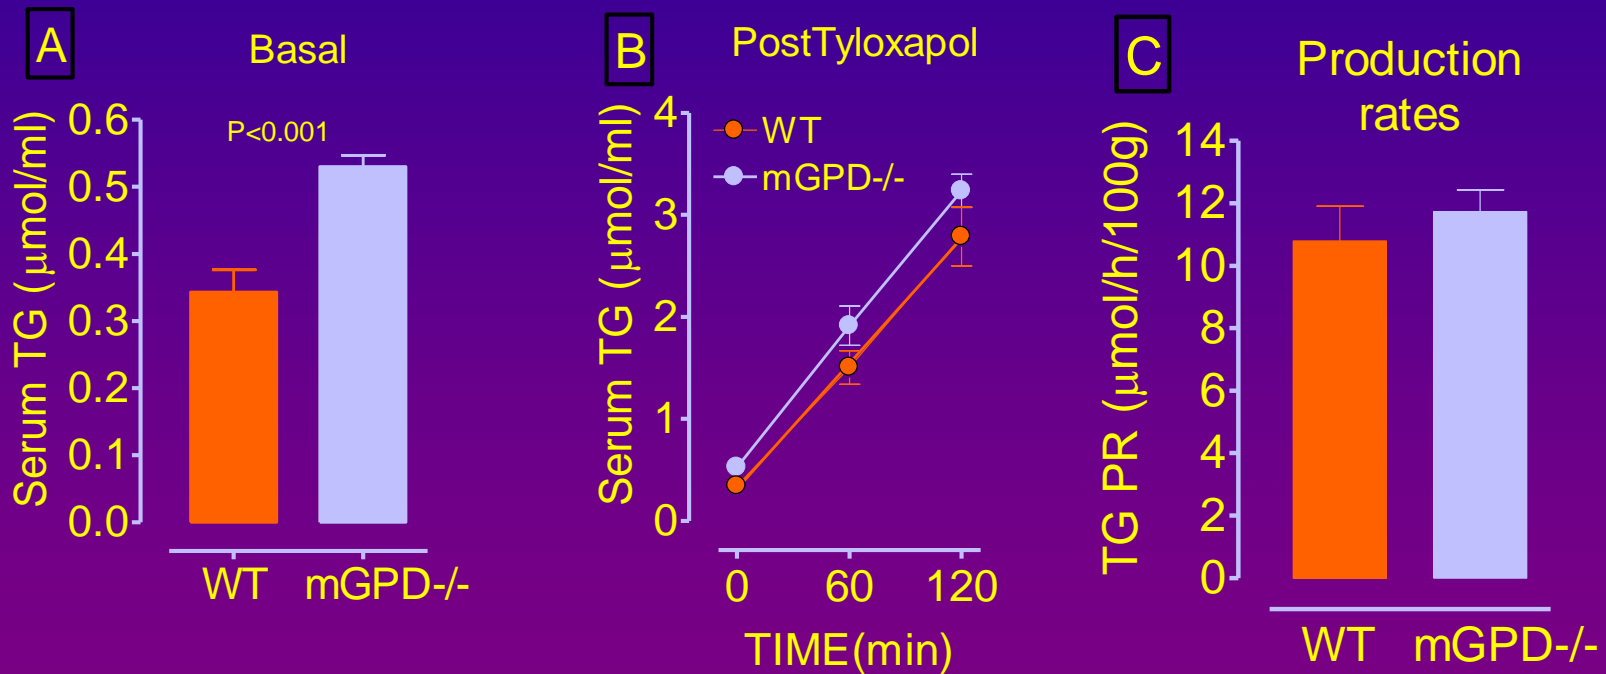 A
Basal
P<0.001
Serum TG (μmol/ml)
0.6
0.5
0.4
0.3
0.2
0.1
0.0
WT mGPD-/-
B
PostTyloxapol
Serum TG (μmol/ml)
4
3
2
1
0
WT
mGPD-/-
0 60 120
TIME(min)
C
Production
rates
TG PR (μmol/h/1000g)
14
12
10
8
6
4
2
0
WT mGPD-/-